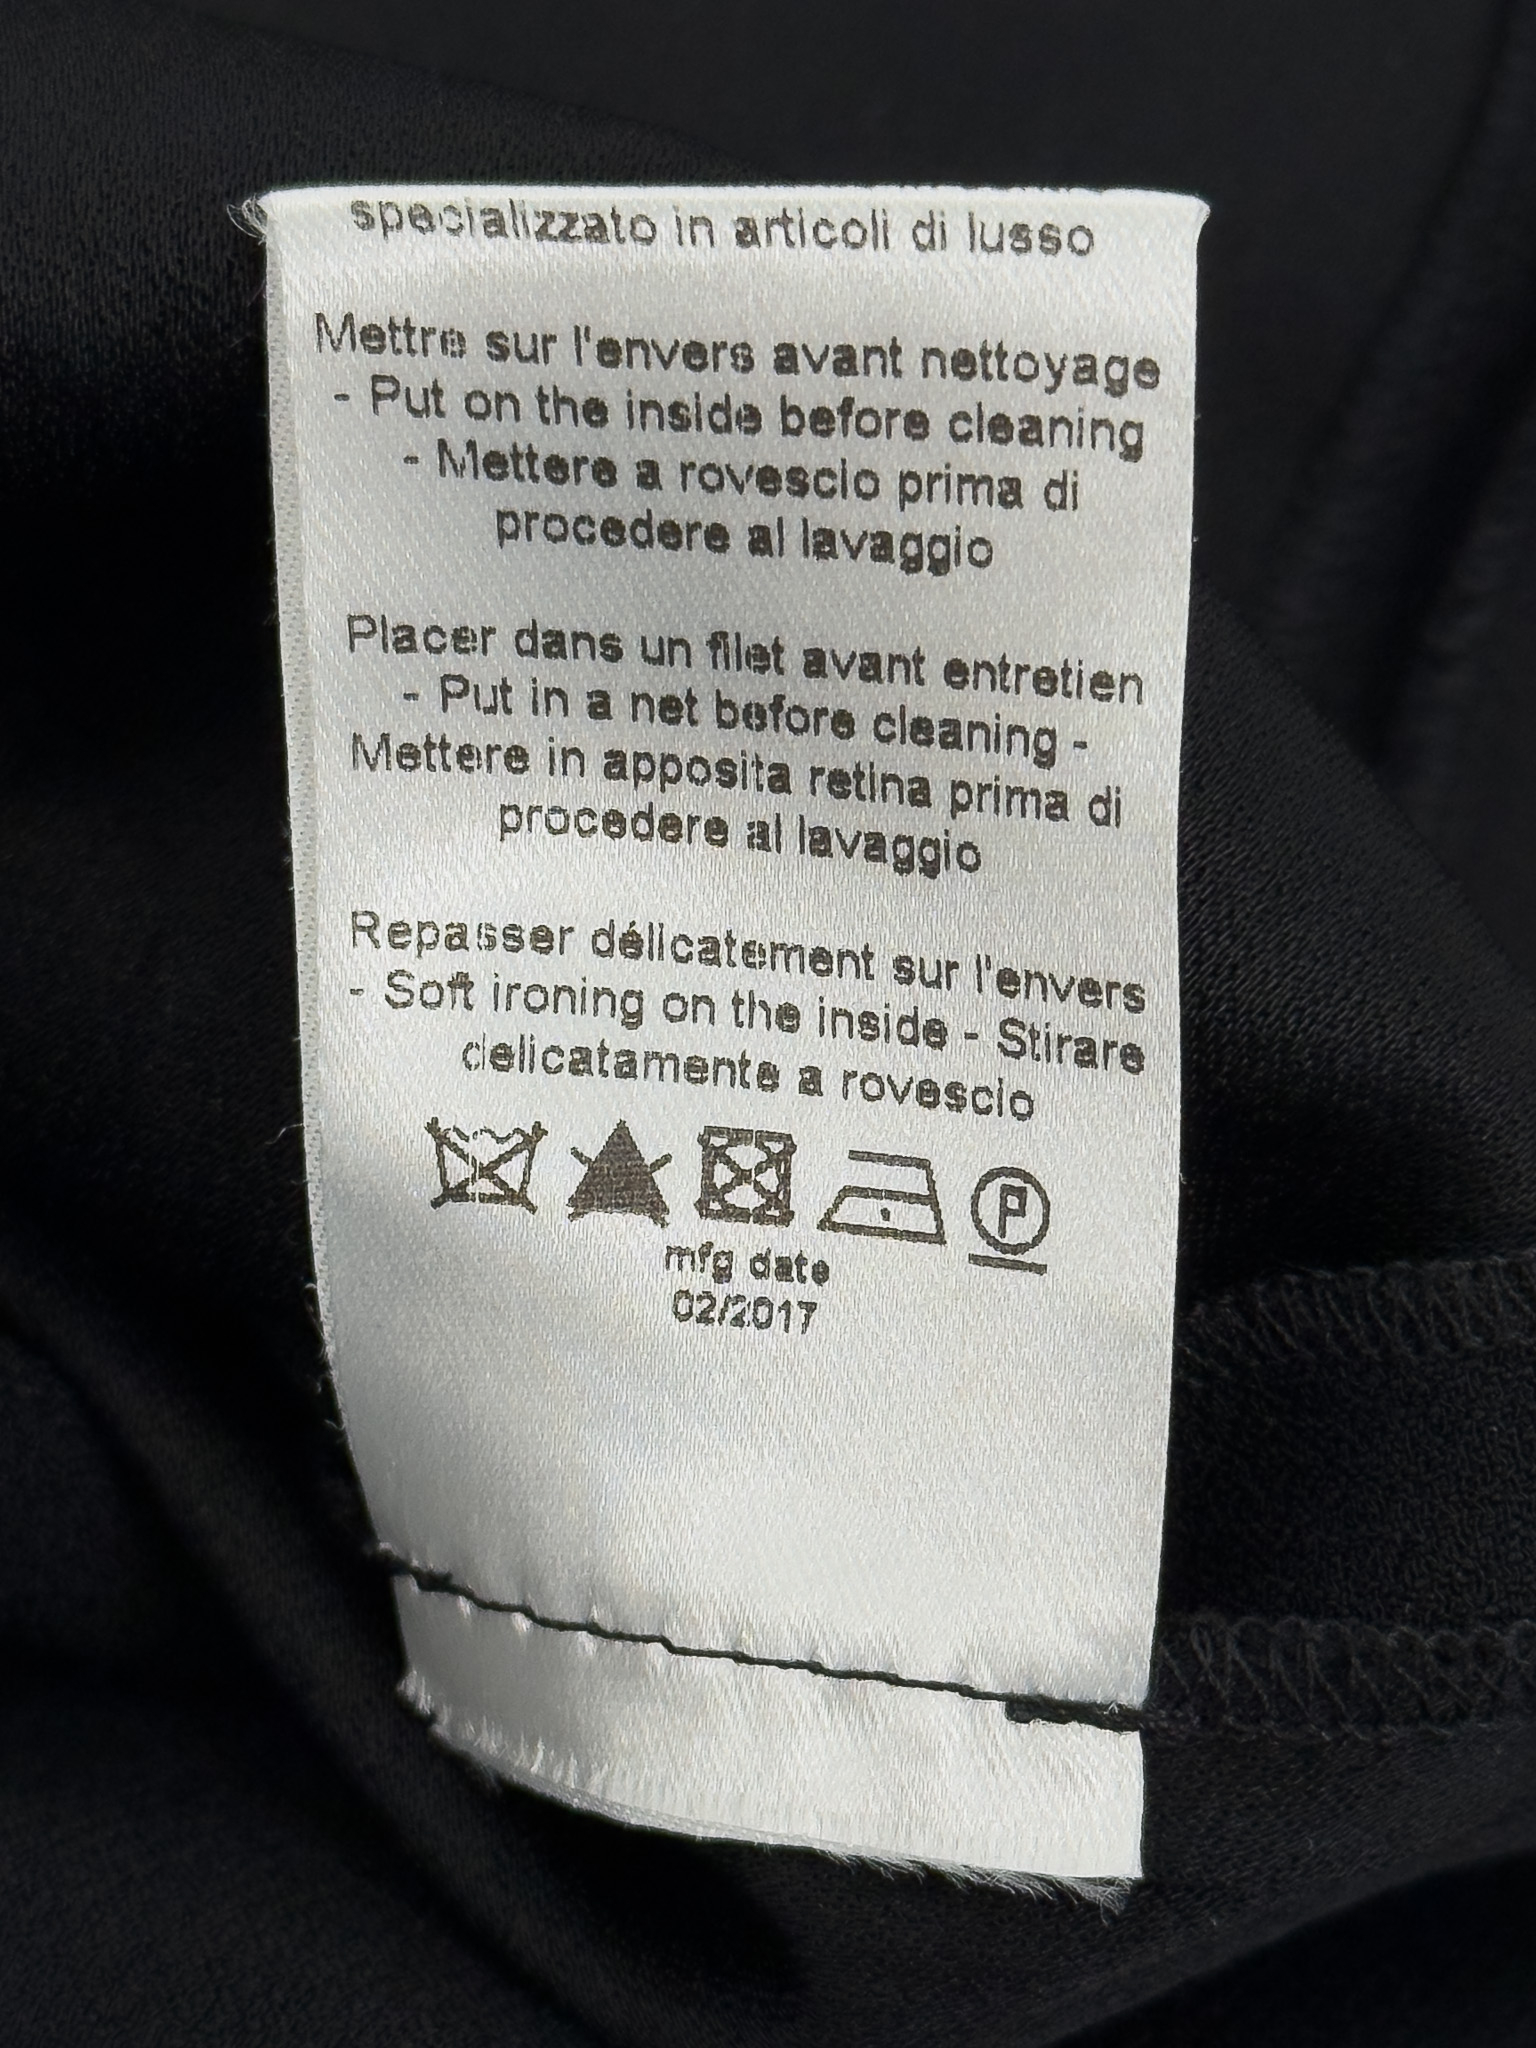 specializzato in articoli di lusso
Mettre sur l'envers avant nettoyage
- Put on the inside before cleaning
- Mettere a rovescio prima di
procedere al lavaggio
Placer dans un filet avant entretien
- Put in a net before cleaning -
Mettere in apposita retina prima di
procedere al lavaggio
Repasser délicatement sur l'envers
- Soft ironing on the inside - Stirare
delicatamente a rovescio
P
mfg date
02/2017